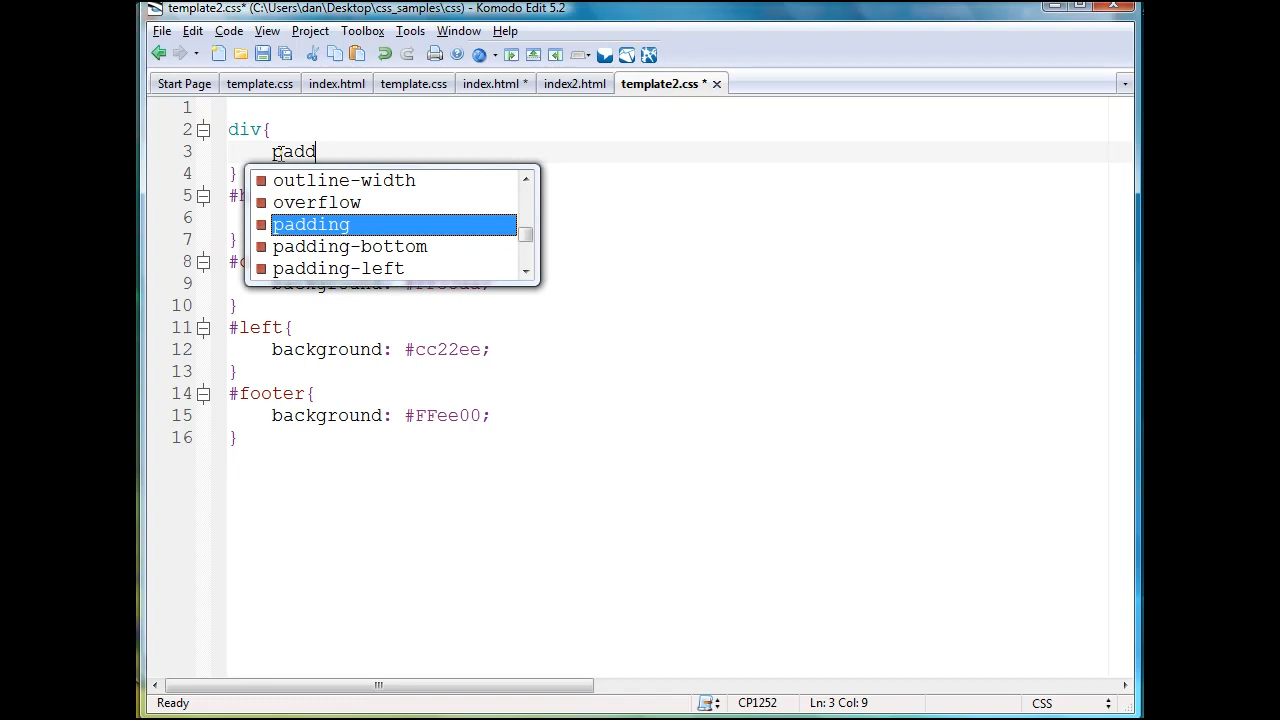 template2.css* (C:\Users\dan\Desktop\css_samples\css) - Komodo Edit 5.2
File Edit Code View Project Toolbox Tools Window Help
Start Page template.css index.html template.css index.html * index2.html template2.css *
1
2 div{
3 padd
4 }
outline-width
overflow
padding
padding-bottom
padding-left
5
6
7 }
8
9
10 }
11 #left{
12 background: #cc22ee;
13 }
14 #footer{
15 background: #FFee00;
16 }
Ready CP1252 Ln: 3 Col: 9 CSS